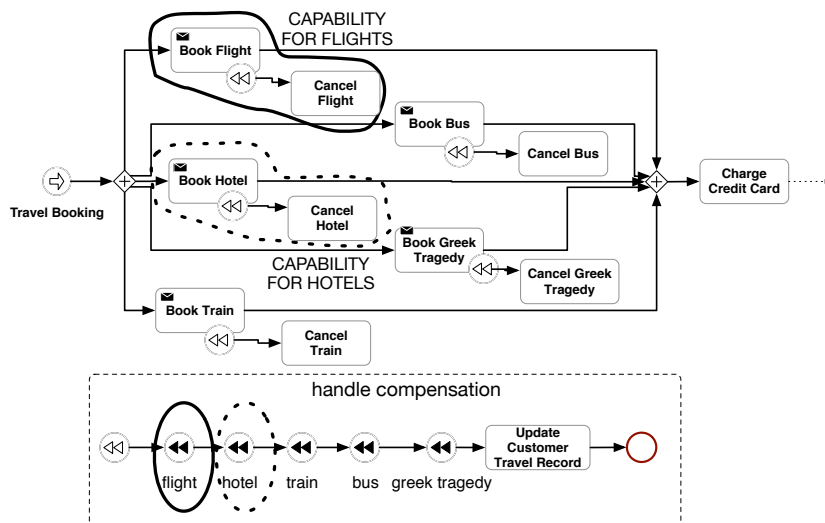 CAPABILITY
FOR FLIGHTS
Book Flight
Cancel
Flight
Book Bus
Cancel Bus
Travel Booking
Book Hotel
Cancel
Hotel
Charge
Credit Card
Book Greek
Tragedy
CAPABILITY
FOR HOTELS
Cancel Greek
Tragedy
Book Train
Cancel
Train
handle compensation
Update
Customer
Travel Record
flight
hotel
train
bus
greek tragedy